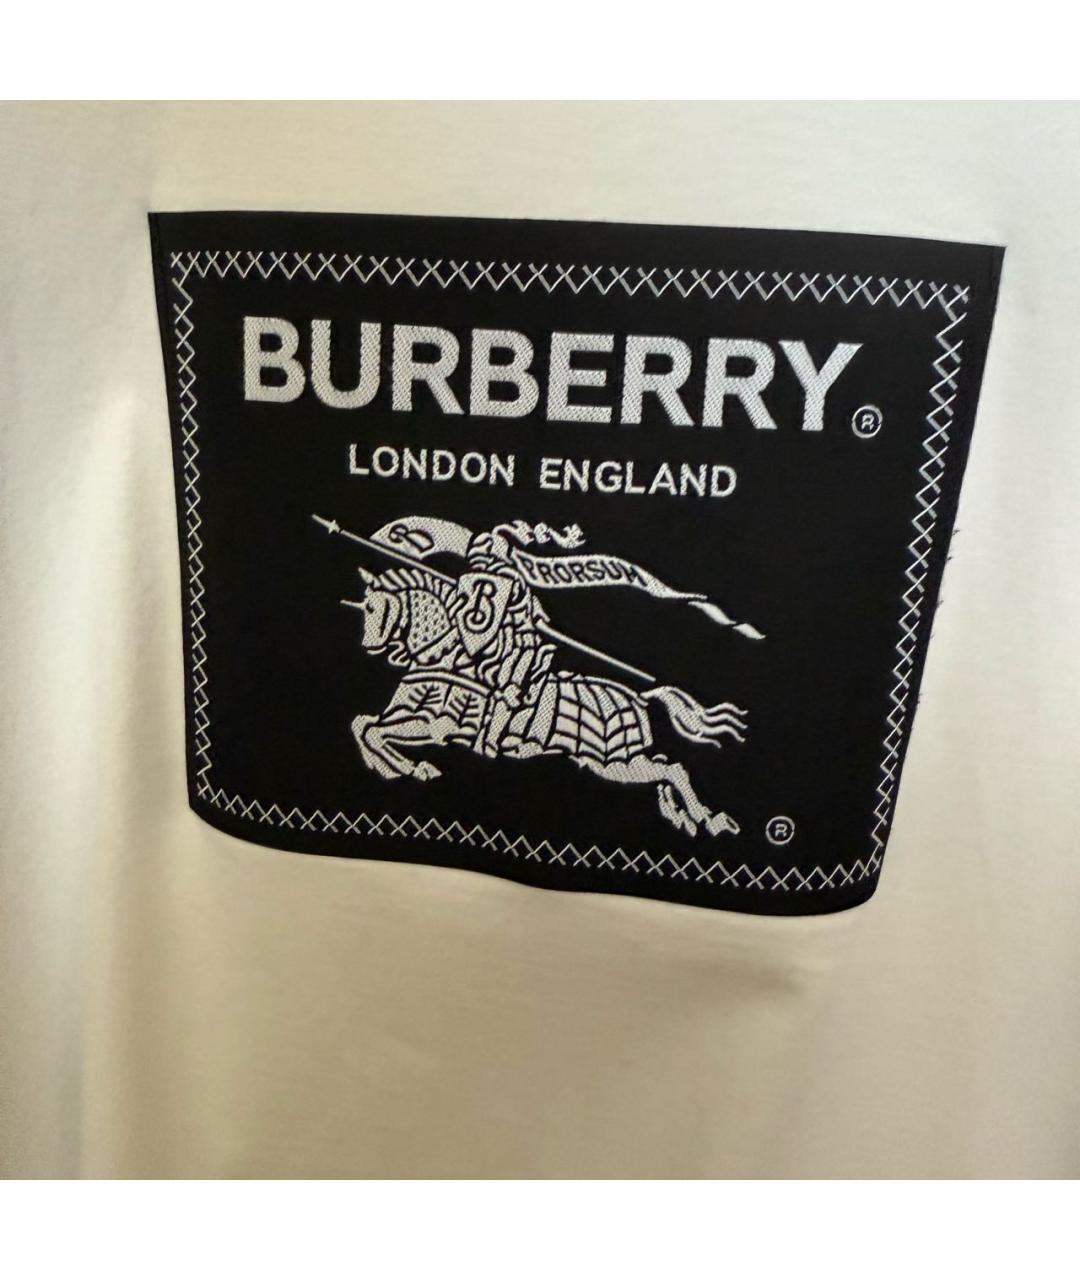 BURBERRY®
LONDON ENGLAND
PRORSUM
B
®